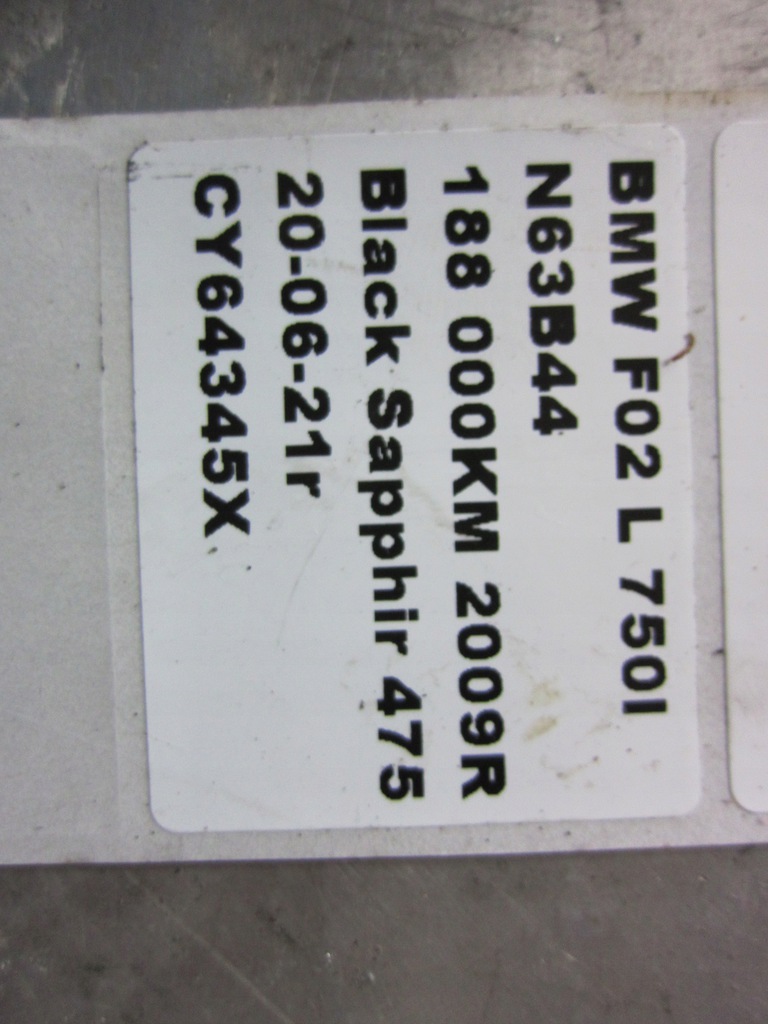 BMW F02 L 750I
N63B44
188 000KM 2009R
Black Sapphir 475
20-06-21r
CY64345X